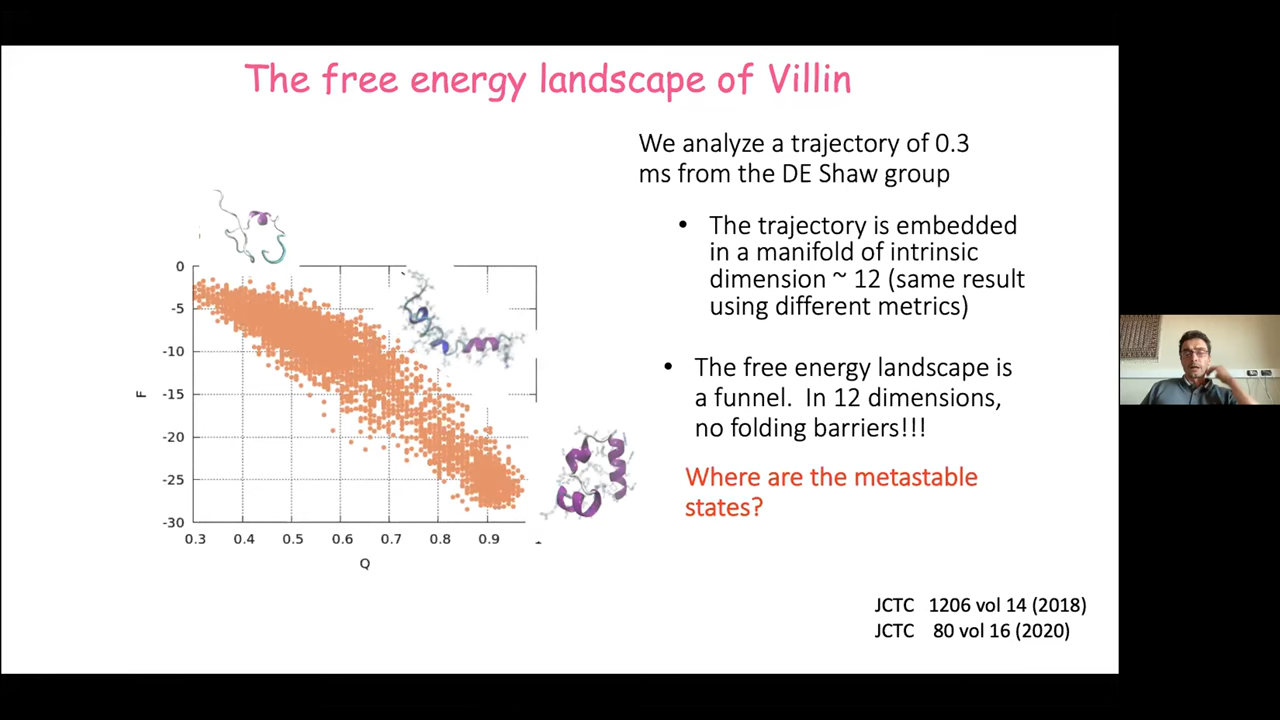 The free energy landscape of Villin
We analyze a trajectory of 0.3
ms from the DE Shaw group
• The trajectory is embedded
in a manifold of intrinsic
dimension ~ 12 (same result
using different metrics)
• The free energy landscape is
a funnel. In 12 dimensions,
no folding barriers!!!
Where are the metastable
states?
0
-5
-10
-15
-20
-25
-30
F
0.3 0.4 0.5 0.6 0.7 0.8 0.9
Q
JCTC 1206 vol 14 (2018)
JCTC 80 vol 16 (2020)